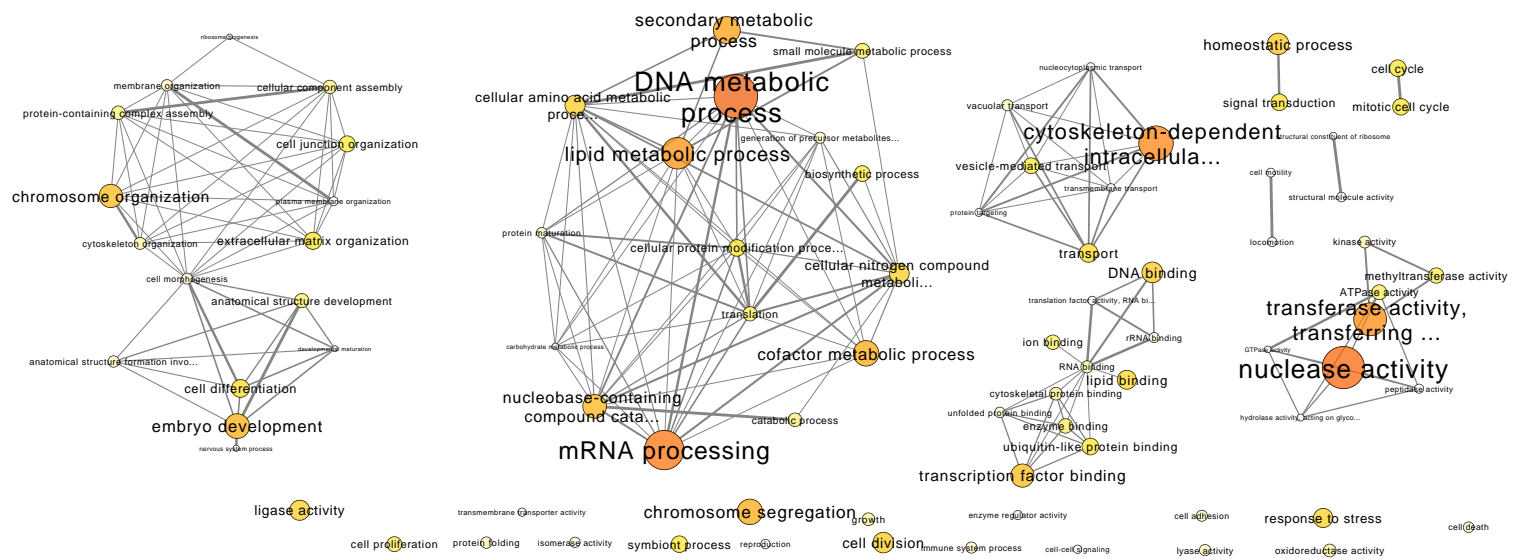 ribosome biogenesis
membrane organization
cellular component assembly
protein-containing complex assembly
cell junction organization
chromosome organization
plasma membrane organization
cytoskeleton organization
extracellular matrix organization
cell morphogenesis
anatomical structure development
developmental maturation
anatomical structure formation invo...
cell differentiation
embryo development
nervous system process
secondary metabolic
process
small molecule metabolic process
DNA metabolic
process
cellular amino acid metabolic
proce...
generation of precursor metabolites...
lipid metabolic process
biosynthetic process
protein maturation
cellular protein modification proce...
cellular nitrogen compound
metaboli...
translation
carbohydrate metabolic process
cofactor metabolic process
nucleobase-containing
compound cata...
catabolic process
mRNA processing
nucleocytoplasmic transport
vacuolar transport
cytoskeleton-dependent
intracellula...
vesicle-mediated transport
transmembrane transport
protein targeting
transport
DNA binding
translation factor activity, RNA bi...
rRNA binding
ion binding
RNA binding
lipid binding
cytoskeletal protein binding
unfolded protein binding
enzyme binding
ubiquitin-like protein binding
transcription factor binding
homeostatic process
signal transduction
cell cycle
mitotic cell cycle
structural constituent of ribosome
structural molecule activity
cell motility
locomotion
kinase activity
methyltransferase activity
ATPase activity
transferase activity,
transferring ...
GTPase activity
nuclease activity
peptidase activity
hydrolase activity, acting on glyco...
ligase activity
transmembrane transporter activity
chromosome segregation
growth
enzyme regulator activity
cell adhesion
response to stress
cell death
cell proliferation
protein folding
isomerase activity
symbiont process
reproduction
cell division
immune system process
cell-cell signaling
lyase activity
oxidoreductase activity